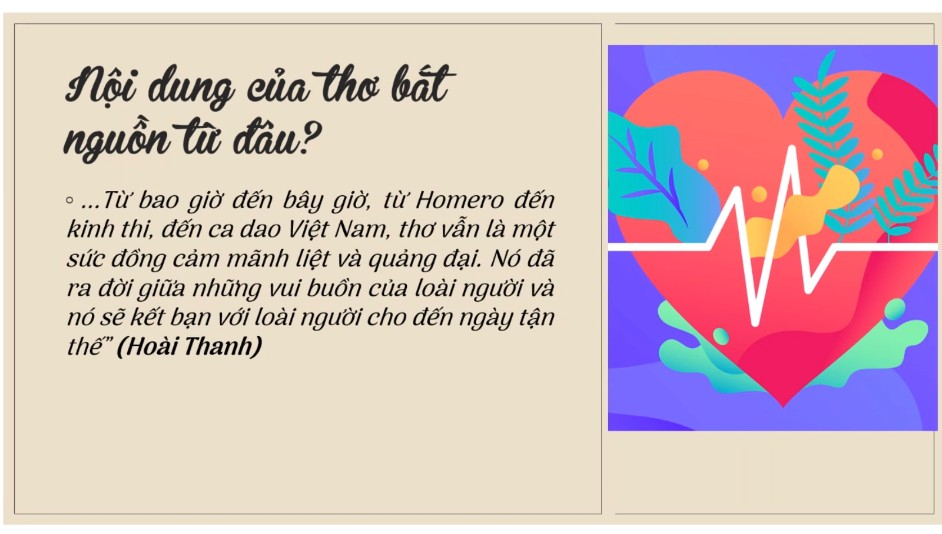 Nội dung của thơ bắt
nguồn từ đâu?
◦ ...Từ bao giờ đến bây giờ, từ Homero đến
kinh thi, đến ca dao Việt Nam, thơ vẫn là một
sức đồng cảm mãnh liệt và quảng đại. Nó đã
ra đời giữa những vui buồn của loài người và
nó sẽ kết bạn với loài người cho đến ngày tận
thế” (Hoài Thanh)